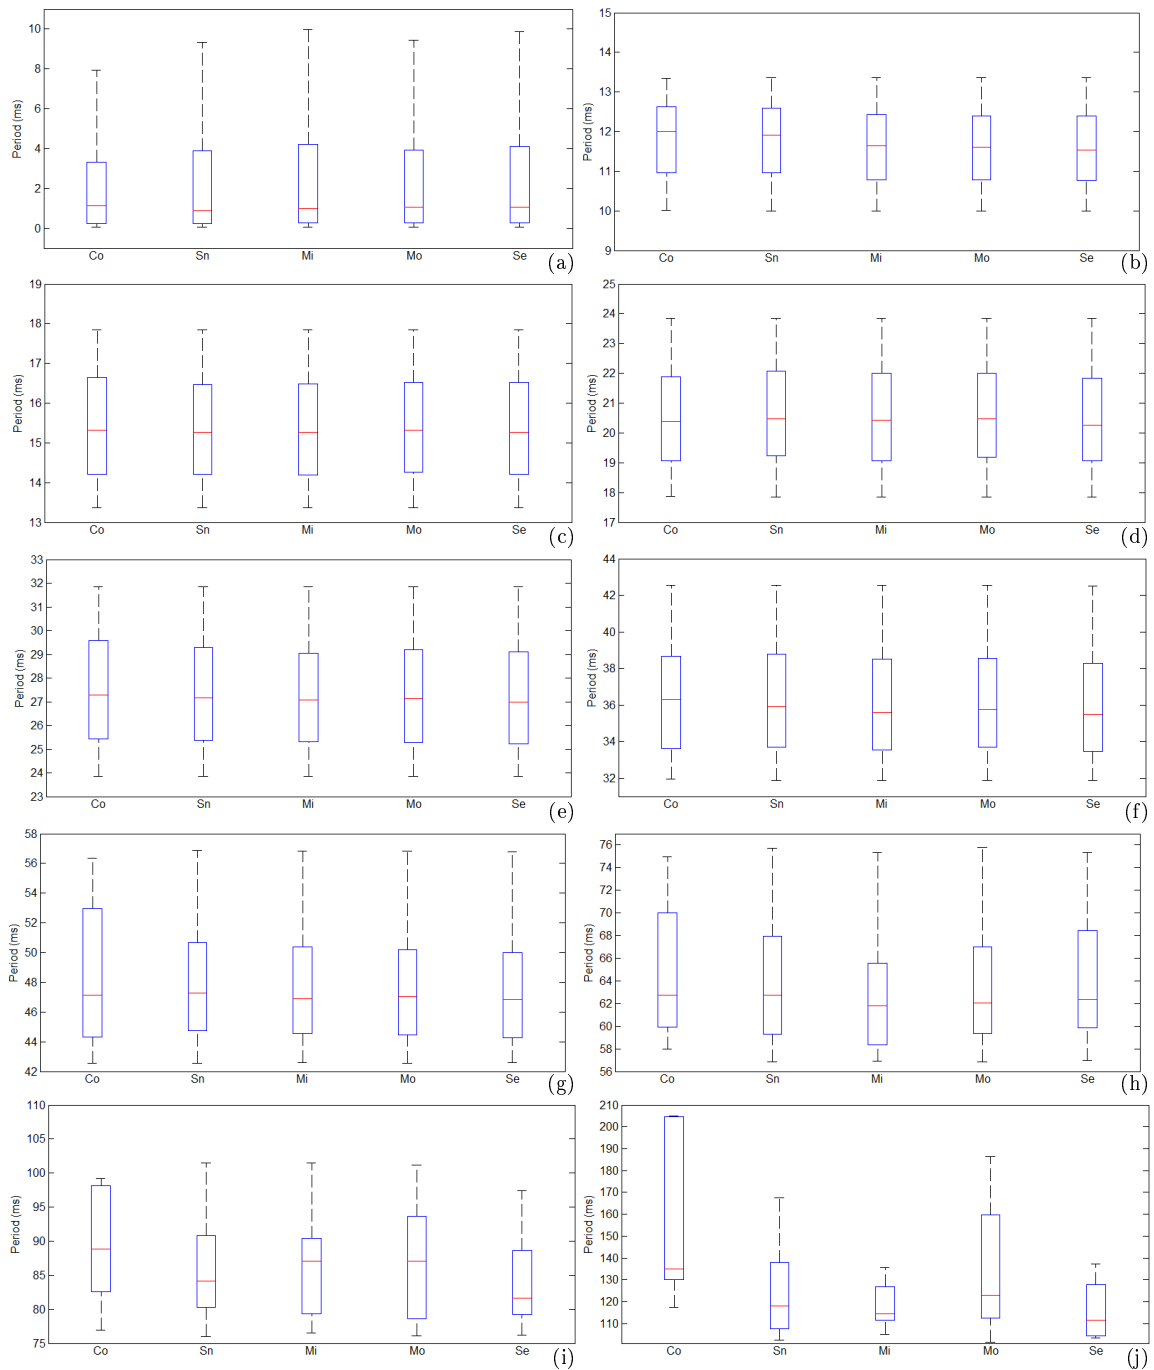 10
8
6
4
2
0
Period (ms)
Co Sn Mi Mo Se
(a)
15
14
13
12
11
10
9
Period (ms)
Co Sn Mi Mo Se
(b)
19
18
17
16
15
14
13
Period (ms)
Co Sn Mi Mo Se
(c)
25
24
23
22
21
20
19
18
17
Period (ms)
Co Sn Mi Mo Se
(d)
33
32
31
30
29
28
27
26
25
24
23
Period (ms)
Co Sn Mi Mo Se
(e)
44
42
40
38
36
34
32
Period (ms)
Co Sn Mi Mo Se
(f)
58
56
54
52
50
48
46
44
42
Period (ms)
Co Sn Mi Mo Se
(g)
76
74
72
70
68
66
64
62
60
58
56
Period (ms)
Co Sn Mi Mo Se
(h)
110
105
100
95
90
85
80
75
Period (ms)
Co Sn Mi Mo Se
(i)
210
200
190
180
170
160
150
140
130
120
110
Period (ms)
Co Sn Mi Mo Se
(j)